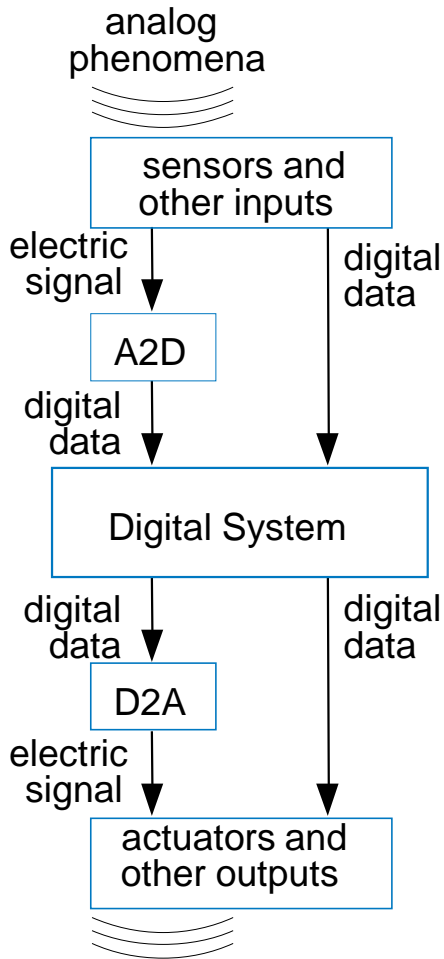 analog
phenomena
sensors and
other inputs
electric
signal
digital
data
A2D
digital
data
Digital System
digital
data
digital
data
D2A
electric
signal
actuators and
other outputs